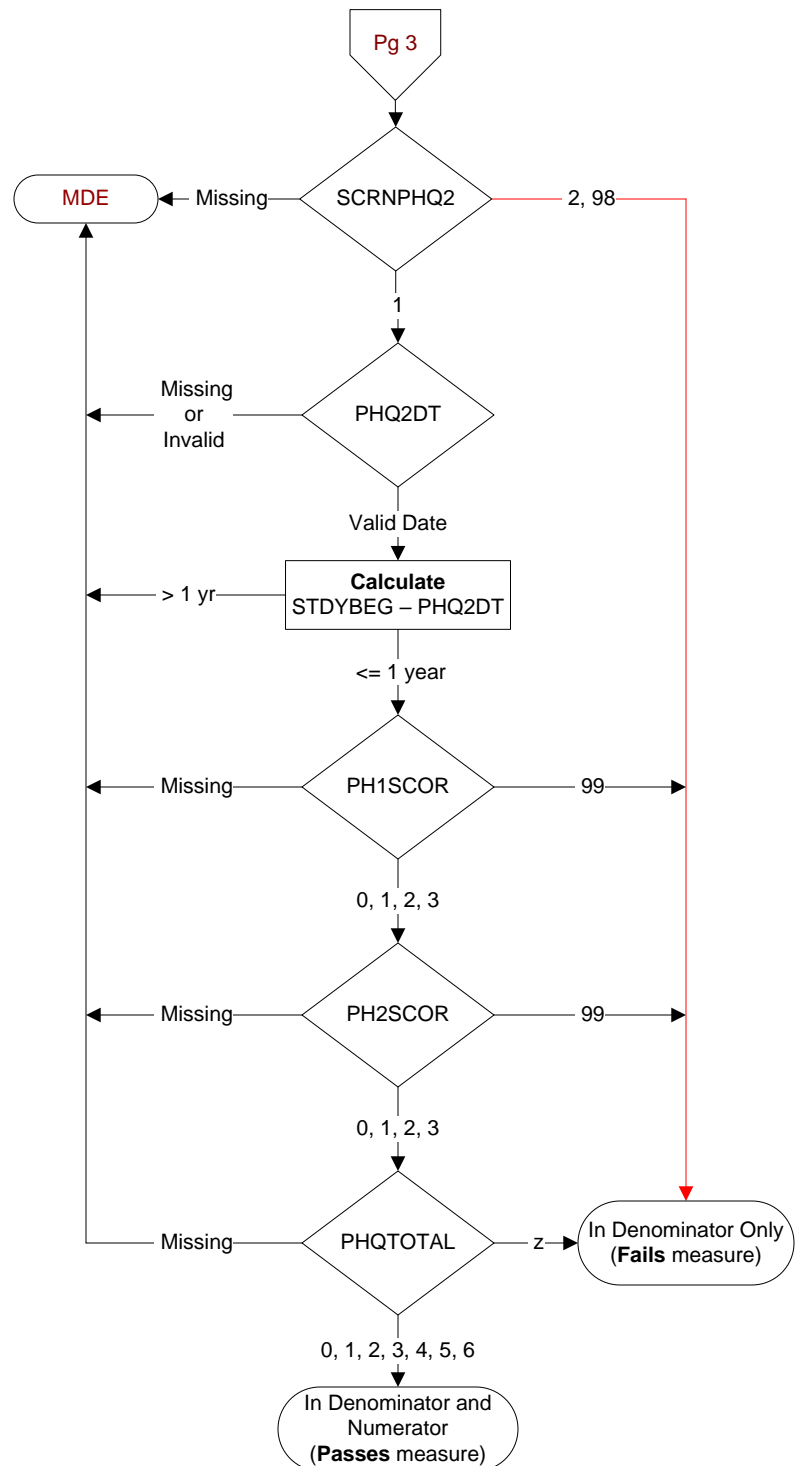 Pg 3
MDE
Missing
SCRNPHQ2
2, 98
1
Missing
or
Invalid
PHQ2DT
Valid Date
> 1 yr
Calculate
STDYBEG – PHQ2DT
<= 1 year
Missing
PH1SCOR
99
0, 1, 2, 3
Missing
PH2SCOR
99
0, 1, 2, 3
Missing
PHQTOTAL
z
In Denominator Only
(Fails measure)
0, 1, 2, 3, 4, 5, 6
In Denominator and
Numerator
(Passes measure)